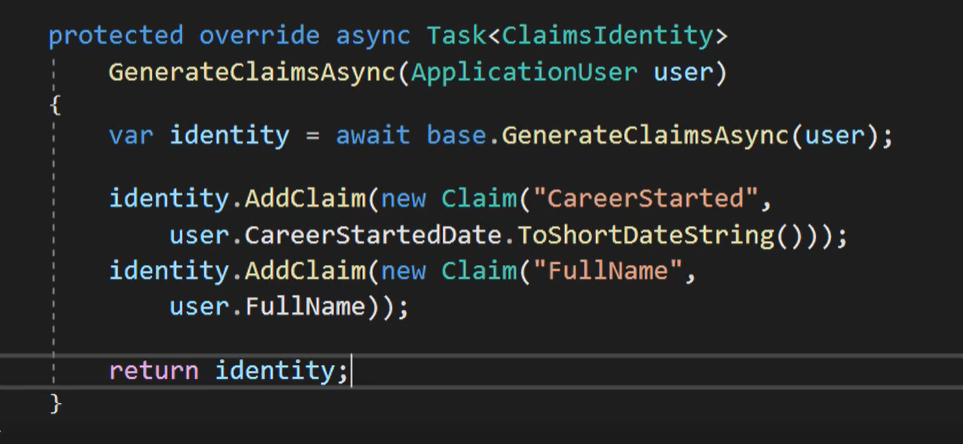 protected override async Task<ClaimsIdentity>
GenerateClaimsAsync(ApplicationUser user)
{
var identity = await base.GenerateClaimsAsync(user);
identity.AddClaim(new Claim("CareerStarted",
user.CareerStartedDate.ToShortDateString()));
identity.AddClaim(new Claim("FullName",
user.FullName));
return identity;
}